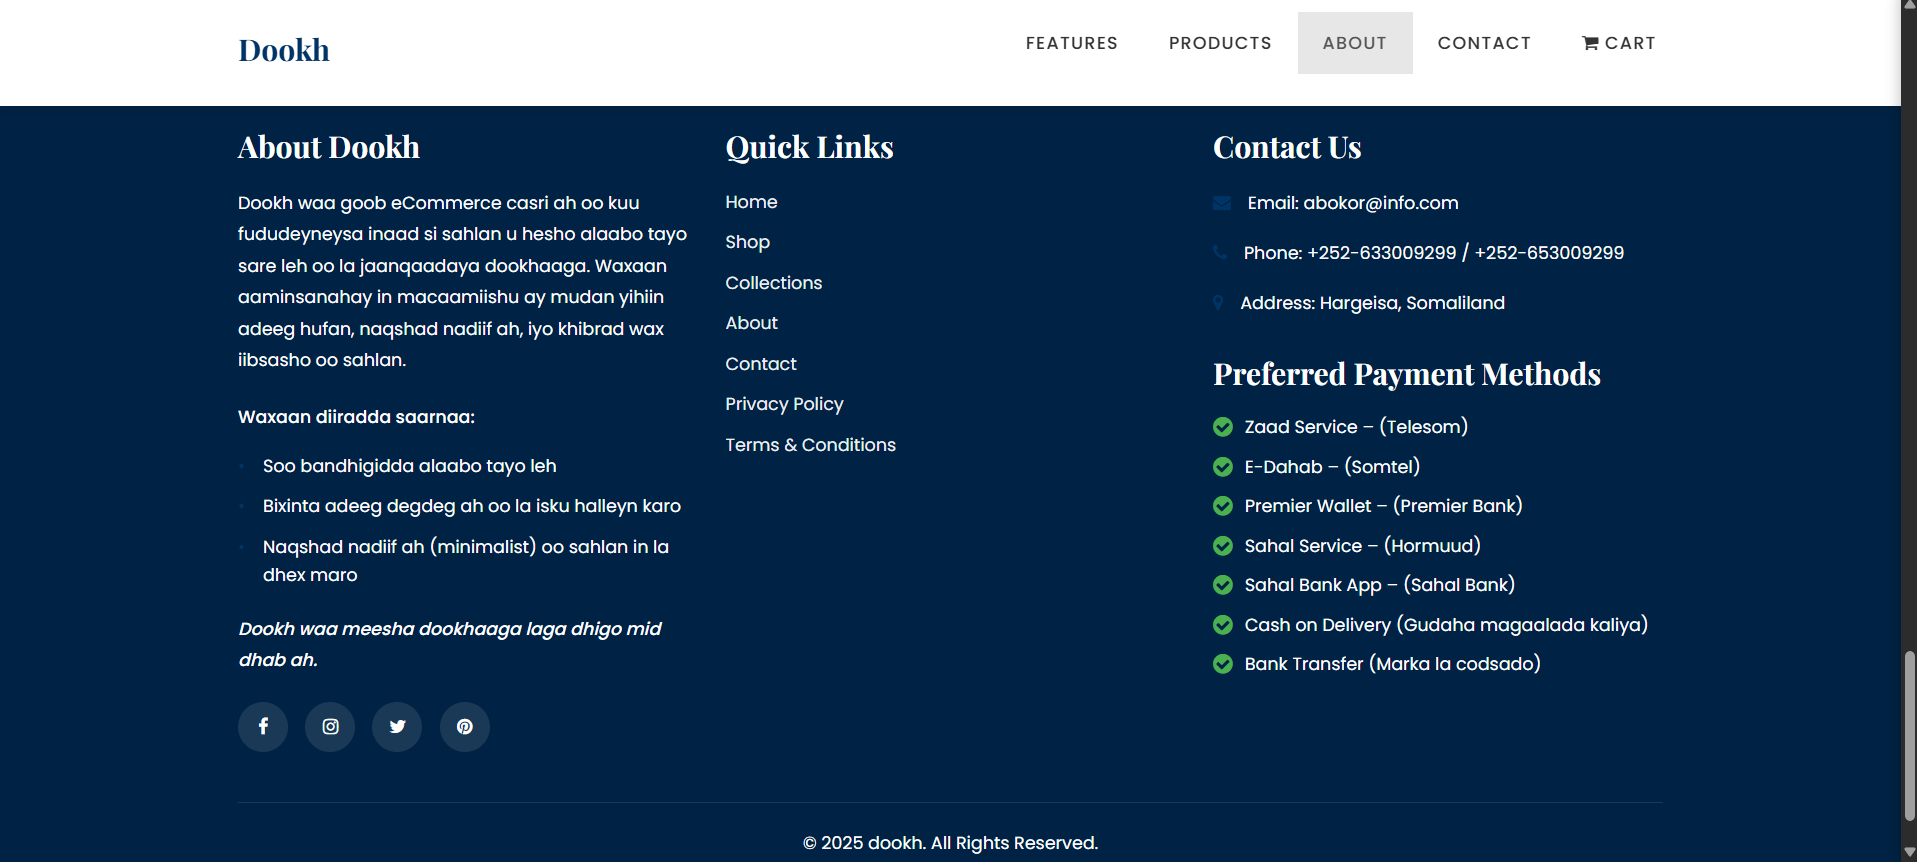 Dookh
FEATURES
PRODUCTS
ABOUT
CONTACT
CART
About Dookh
Dookh waa goob eCommerce casri ah oo kuu
fududeyneysa inaad si sahlan u hesho alaabo tayo
sare leh oo la jaanqaadaya dookhaaga. Waxaan
aaminsanahay in macaamiishu ay mudan yihiin
adeeg hufan, naqshad nadiif ah, iyo khibrad wax
iibsasho oo sahlan.
Waxaan diiradda saarnaa:
Soo bandhigidda alaabo tayo leh
Bixinta adeeg degdeg ah oo la isku halleyn karo
Naqshad nadiif ah (minimalist) oo sahlan in la
dhex maro
Dookh waa meesha dookhaaga laga dhigo mid
dhab ah.
Quick Links
Home
Shop
Collections
About
Contact
Privacy Policy
Terms & Conditions
Contact Us
Email: abokor@info.com
Phone: +252-633009299 / +252-653009299
Address: Hargeisa, Somaliland
Preferred Payment Methods
Zaad Service – (Telesom)
E-Dahab – (Somtel)
Premier Wallet – (Premier Bank)
Sahal Service – (Hormuud)
Sahal Bank App – (Sahal Bank)
Cash on Delivery (Gudaha magaalada kaliya)
Bank Transfer (Marka la codsado)
© 2025 dookh. All Rights Reserved.